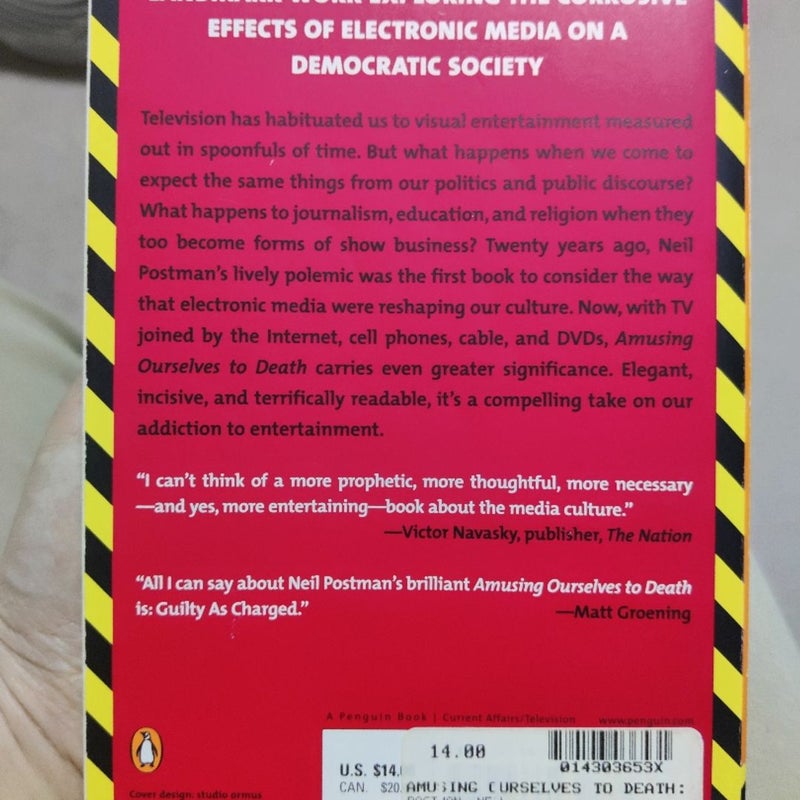 LANDMARK WORK EXPLORING THE CORROSIVE
EFFECTS OF ELECTRONIC MEDIA ON A
DEMOCRATIC SOCIETY
Television has habituated us to visual entertainment measured
out in spoonfuls of time. But what happens when we come to
expect the same things from our politics and public discourse?
What happens to journalism, education, and religion when they
too become forms of show business? Twenty years ago, Neil
Postman's lively polemic was the first book to consider the way
that electronic media were reshaping our culture. Now, with TV
joined by the Internet, cell phones, cable, and DVDs, Amusing
Ourselves to Death carries even greater significance. Elegant,
incisive, and terrifically readable, it's a compelling take on our
addiction to entertainment.
“I can't think of a more prophetic, more thoughtful, more necessary
—and yes, more entertaining—book about the media culture.”
—Victor Navasky, publisher, The Nation
“All I can say about Neil Postman's brilliant Amusing Ourselves to Death
is: Guilty As Charged.”
—Matt Groening
A Penguin Book | Current Affairs/Television www.penguin.com
14.00
014303653X
U.S. $14.
CAN. $20.
AMUSING OURSELVES TO DEATH:
Cover design: studio ormus